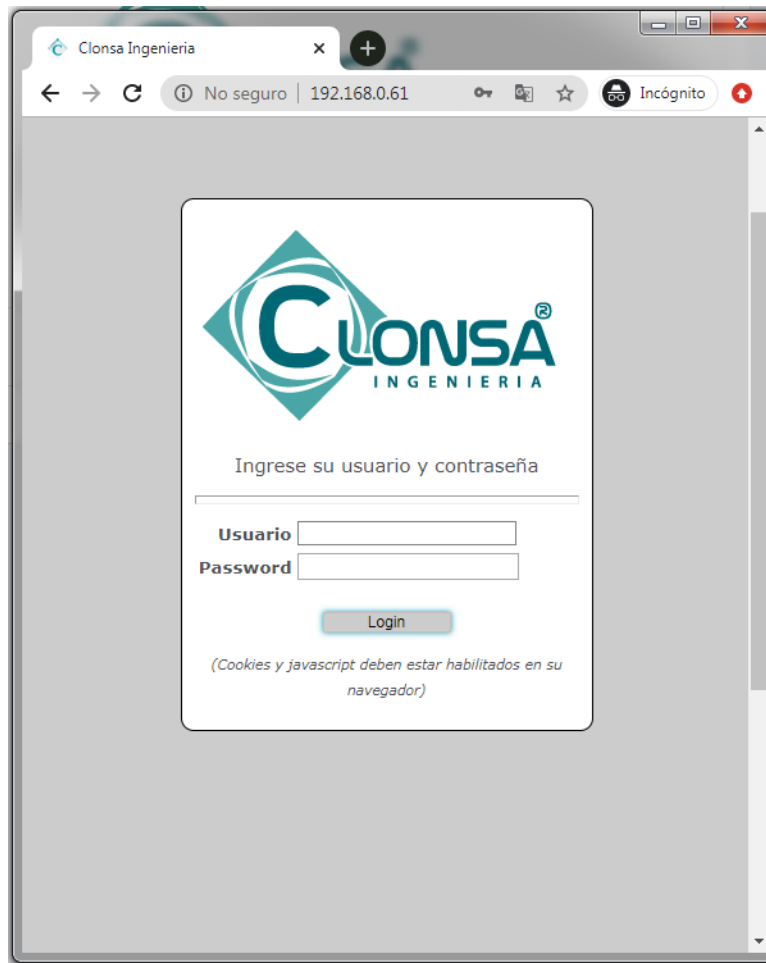 Clonsa Ingenieria
No seguro | 192.168.0.61
Incógnito
CLONSA®
INGENIERIA
Ingrese su usuario y contraseña
Usuario
Password
Login
(Cookies y javascript deben estar habilitados en su
navegador)